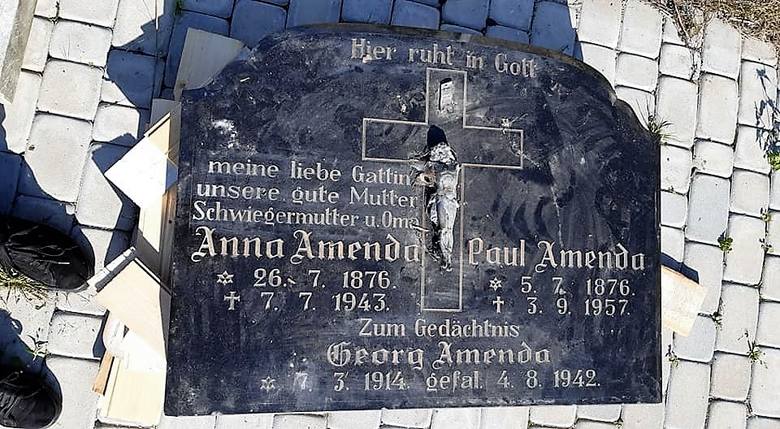 Hier ruht in Gott
meine liebe Gattin
unsere gute Mutter
Schwiegermutter u. Oma
Anna Amenda
26. 7. 1876.
7. 7. 1943.
Paul Amenda
5. 7. 1876.
3. 9. 1957.
Zum Gedächtnis
Georg Amenda
7. 3. 1914. gefal. 4. 8. 1942.